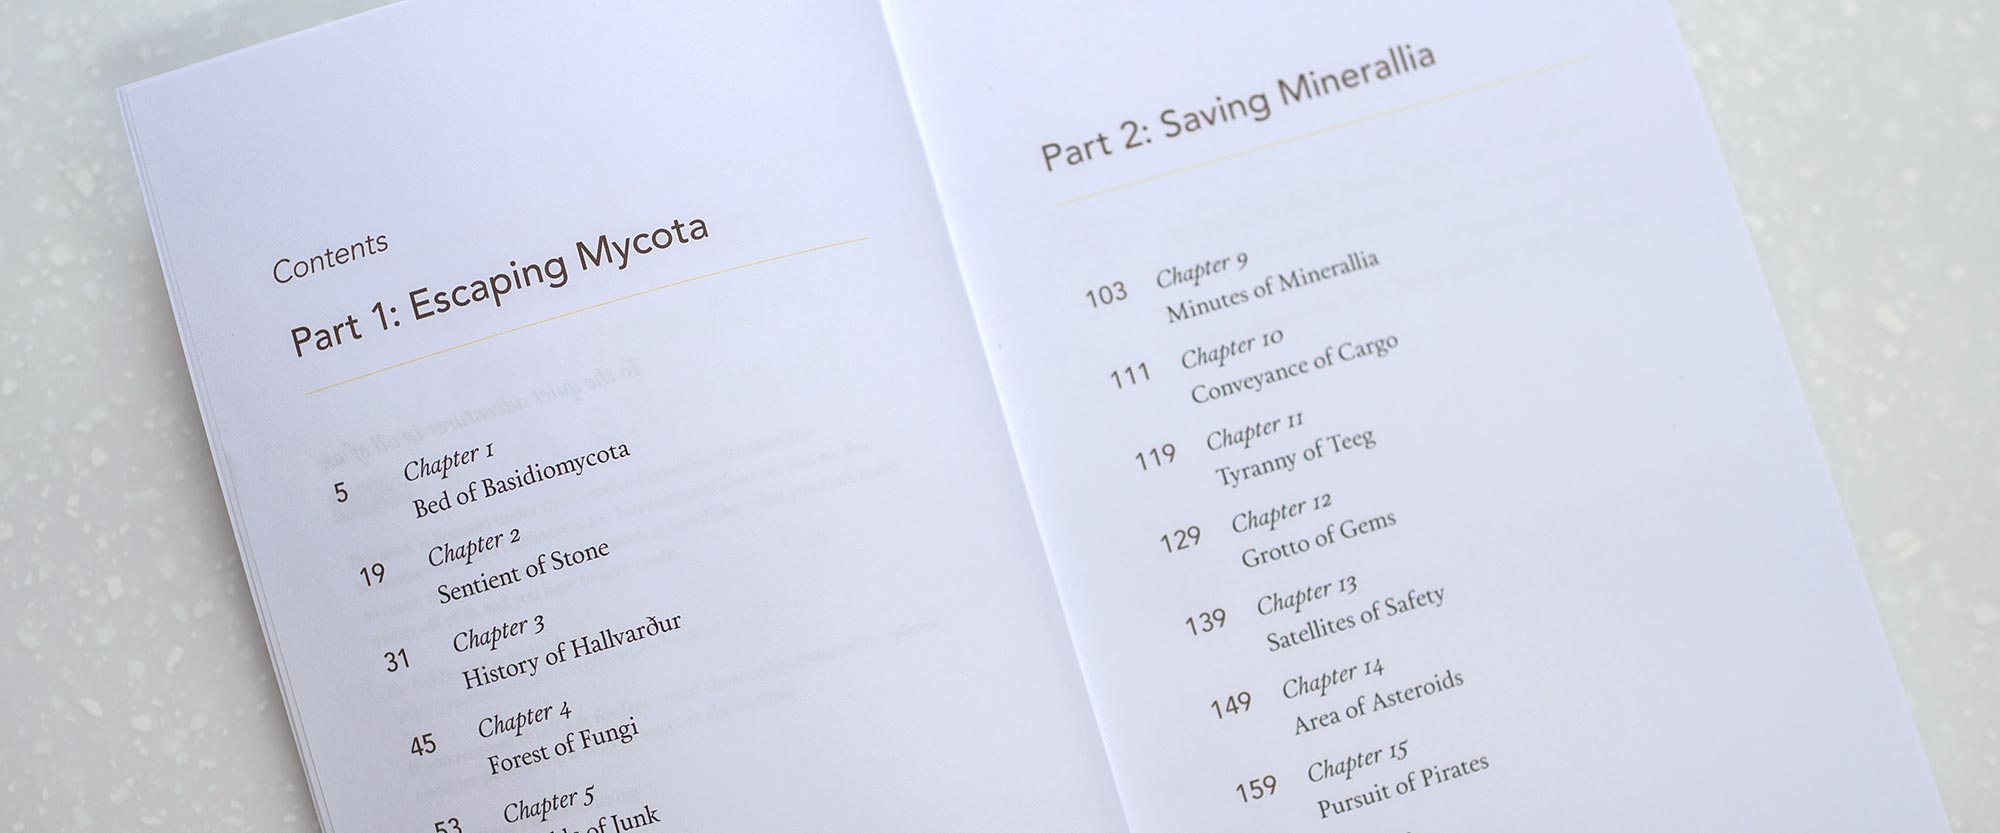 Contents
Part 1: Escaping Mycota
5
Chapter 1
Bed of Basidiomycota
19
Chapter 2
Sentient of Stone
31
Chapter 3
History of Hallvarður
45
Chapter 4
Forest of Fungi
53
Chapter 5
of Junk
Part 2: Saving Minerallia
103
Chapter 9
Minutes of Minerallia
111
Chapter 10
Conveyance of Cargo
119
Chapter 11
Tyranny of Teeg
129
Chapter 12
Grotto of Gems
139
Chapter 13
Satellites of Safety
149
Chapter 14
Area of Asteroids
159
Chapter 15
Pursuit of Pirates